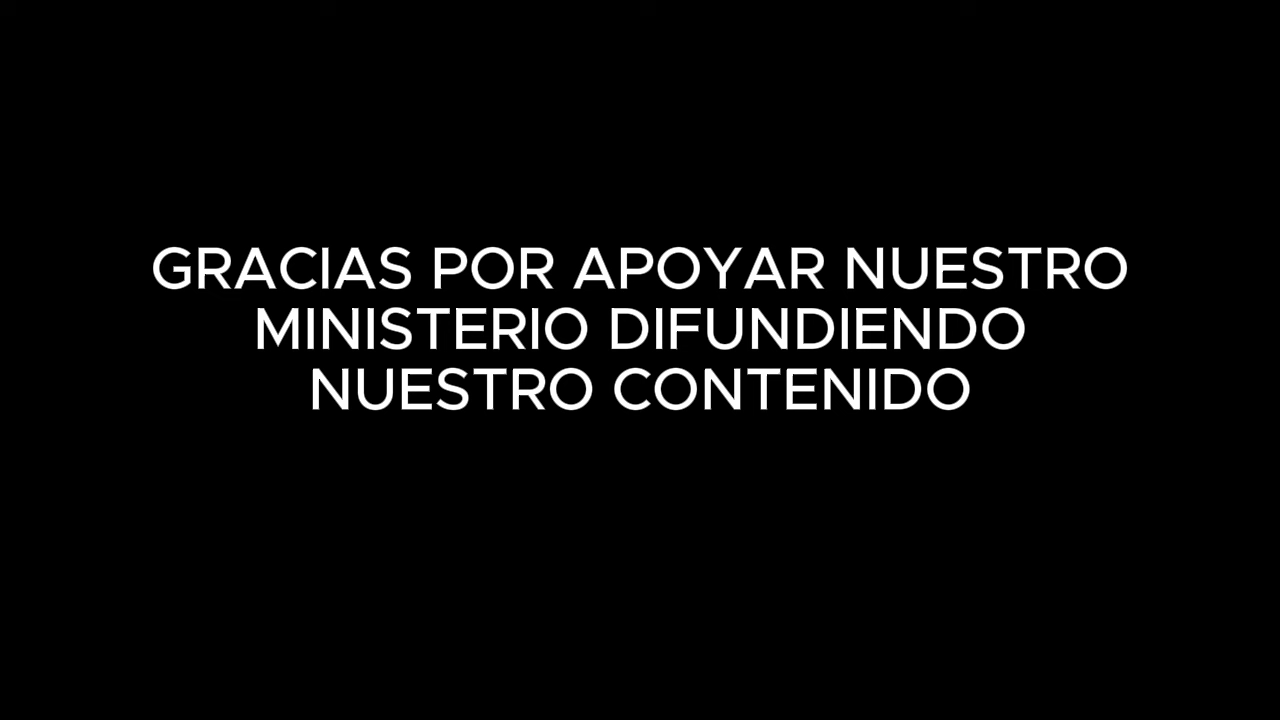 GRACIAS POR APOYAR NUESTRO
MINISTERIO DIFUNDIENDO
NUESTRO CONTENIDO